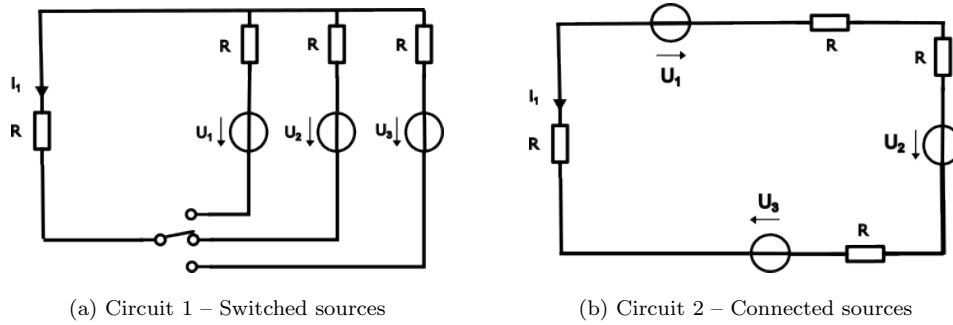 R
R
R
I₁
R
U₁
U₂
U₃
(a) Circuit 1 – Switched sources
U₁
R
R
I₁
R
U₂
U₃
R
(b) Circuit 2 – Connected sources